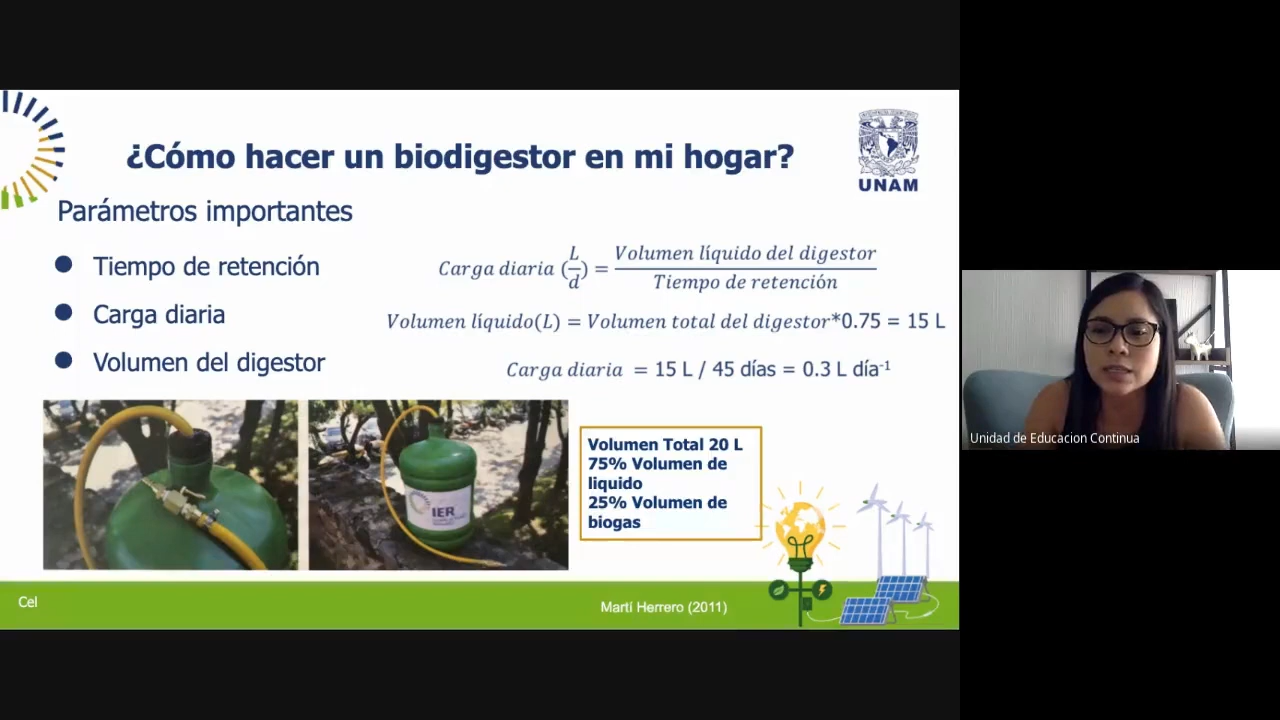 ¿Cómo hacer un biodigestor en mi hogar?
UNAM
Parámetros importantes
Tiempo de retención
Carga diaria
Volumen del digestor
Carga diaria (L/d) = Volumen líquido del digestor / Tiempo de retención
Volumen líquido(L) = Volumen total del digestor*0.75 = 15 L
Carga diaria = 15 L / 45 días = 0.3 L día⁻¹
IER
Volumen Total 20 L
75% Volumen de
liquido
25% Volumen de
biogas
Cel
Martí Herrero (2011)
Unidad de Educacion Continua